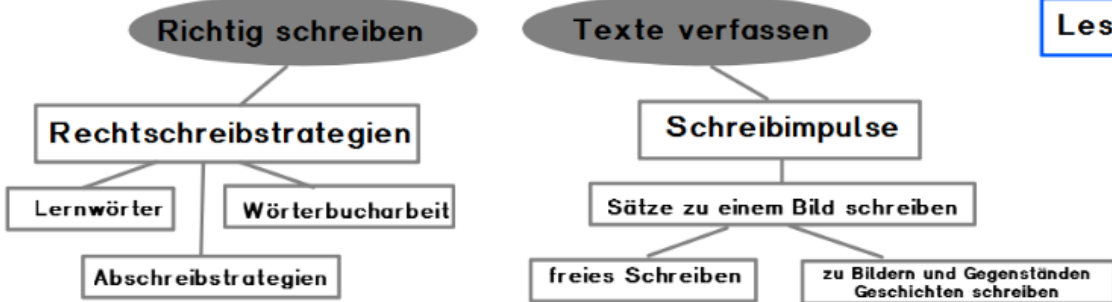 Richtig schreiben
Texte verfassen
Les
Rechtschreibstrategien
Schreibimpulse
Lernwörter
Wörterbucharbeit
Sätze zu einem Bild schreiben
Abschreibstrategien
freies Schreiben
zu Bildern und Gegenständen
Geschichten schreiben